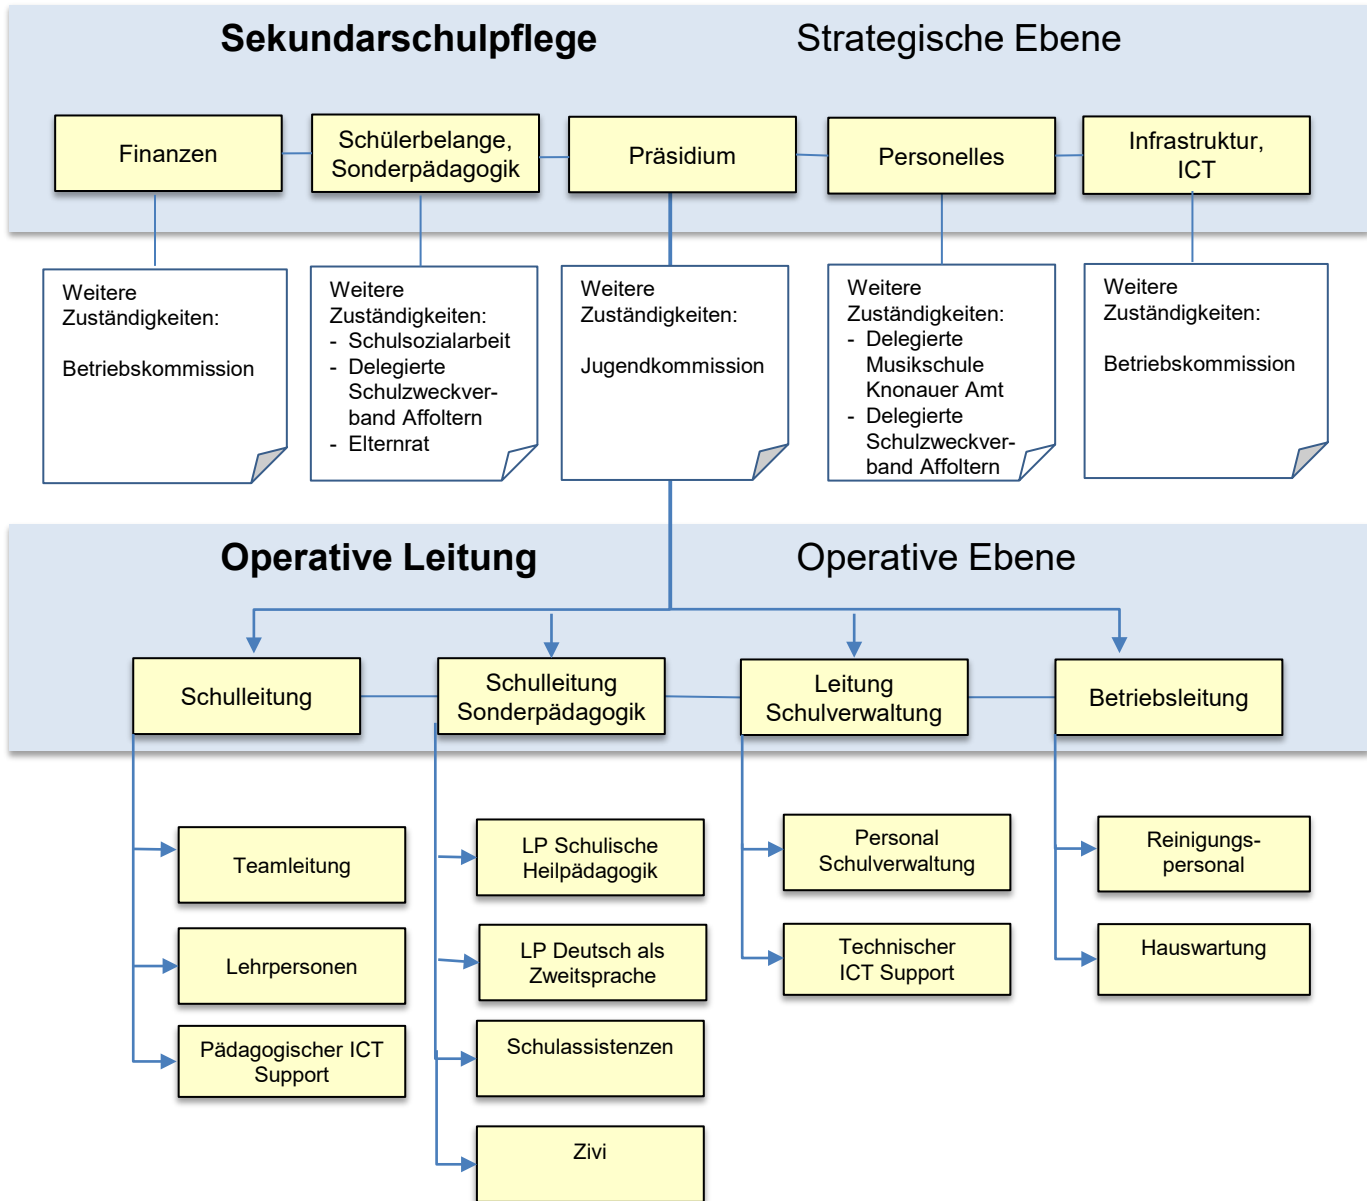 Sekundarschulpflege
Strategische Ebene
Finanzen
Schülerbelange,
Sonderpädagogik
Präsidium
Personelles
Infrastruktur,
ICT
Weitere
Zuständigkeiten:
Betriebskommission
Weitere
Zuständigkeiten:
- Schulsozialarbeit
- Delegierte
Schulzweckver-
band Affoltern
- Elternrat
Weitere
Zuständigkeiten:
Jugendkommission
Weitere
Zuständigkeiten:
- Delegierte
Musikschule
Knonauer Amt
- Delegierte
Schulzweckver-
band Affoltern
Weitere
Zuständigkeiten:
Betriebskommission
Operative Leitung
Operative Ebene
Schulleitung
Schulleitung
Sonderpädagogik
Leitung
Schulverwaltung
Betriebsleitung
Teamleitung
Lehrpersonen
Pädagogischer ICT
Support
LP Schulische
Heilpädagogik
LP Deutsch als
Zweitsprache
Schulassistenzen
Zivi
Personal
Schulverwaltung
Technischer
ICT Support
Reinigungs-
personal
Hauswartung